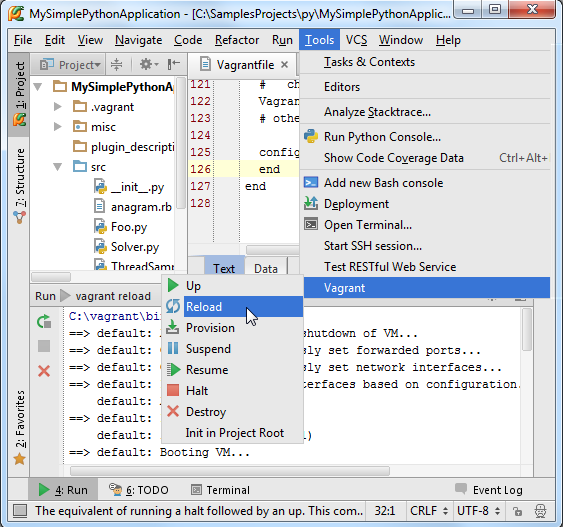 MySimplePythonApplication - [C:\SamplesProjects\py\MySimplePythonApplic...
File Edit View Navigate Code Refactor Run Tools VCS Window Help
1: Project
7: Structure
2: Favorites
Project
MySimplePythonAp
.vagrant
misc
plugin_descripti
src
__init__.py
anagram.rb
Foo.py
Solver.py
ThreadSamp
Vagrantfile
121 # ch
122 Vagran
123 # othe
124
125 config
126 end
127 end
128
Text Data
Tasks & Contexts
Editors
Analyze Stacktrace...
Run Python Console...
Show Code Coverage Data Ctrl+Alt+
Add new Bash console
Deployment
Open Terminal...
Start SSH session...
Test RESTful Web Service
Vagrant
Up
Reload
Provision
Suspend
Resume
Halt
Destroy
Init in Project Root
Run vagrant reload
C:\vagrant\bi
==> default: shutdown of VM...
==> default: sly set forwarded ports...
==> default: sly set network interfaces...
==> default: terfaces based on configuration.
default:
==> default:
default: )
==> default: Booting VM...
4: Run 6: TODO Terminal Event Log
The equivalent of running a halt followed by an up. This com... 32:1 CRLF UTF-8